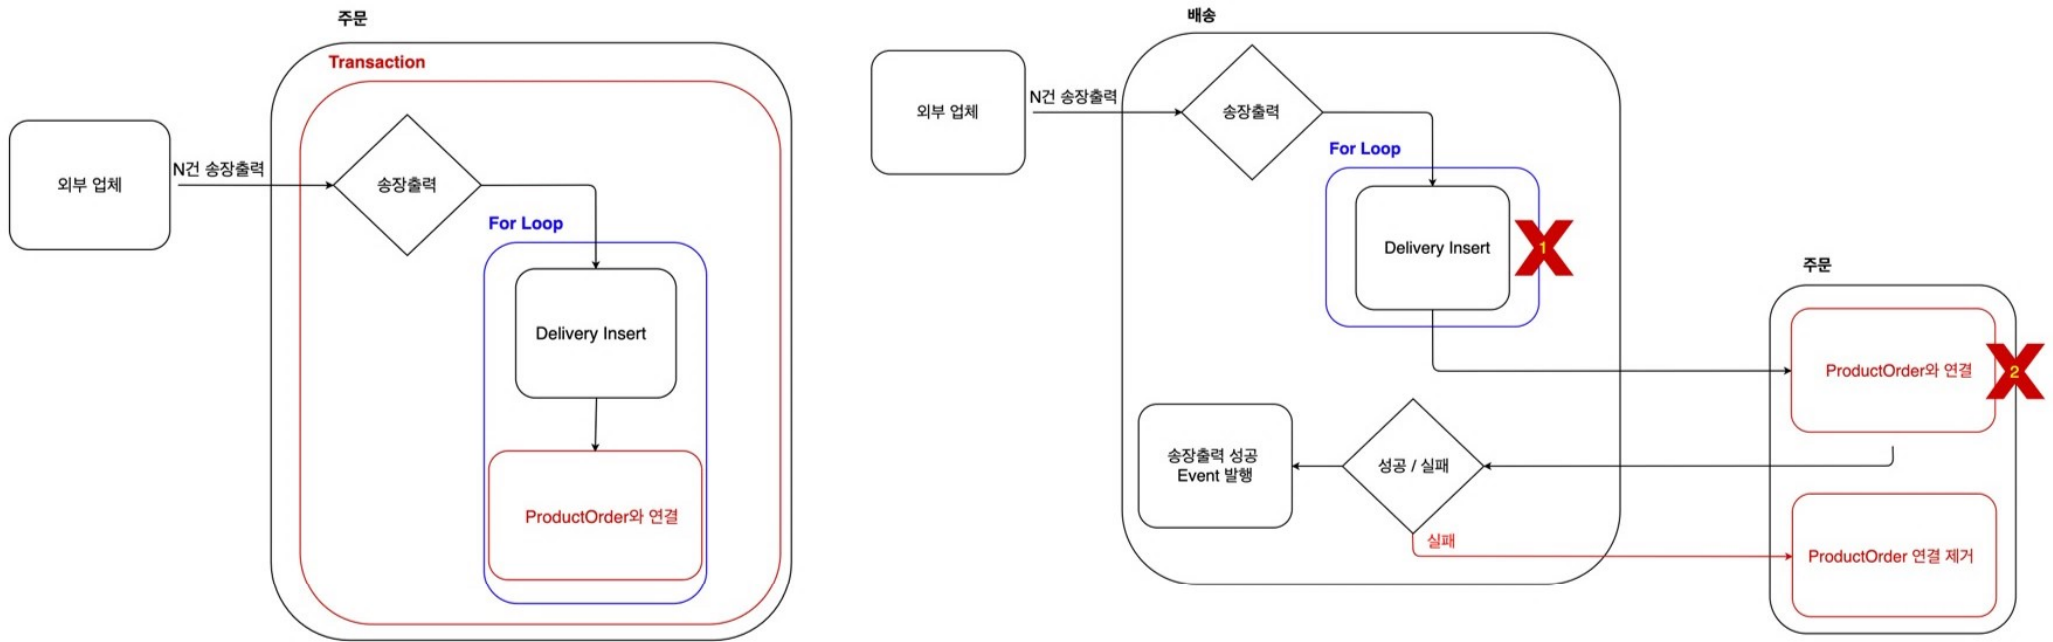 주문
Transaction
외부 업체
N건 송장출력
송장출력
For Loop
Delivery Insert
ProductOrder와 연결
배송
외부 업체
N건 송장출력
송장출력
For Loop
Delivery Insert
1
주문
ProductOrder와 연결
2
송장출력 성공
Event 발행
성공 / 실패
실패
ProductOrder 연결 제거